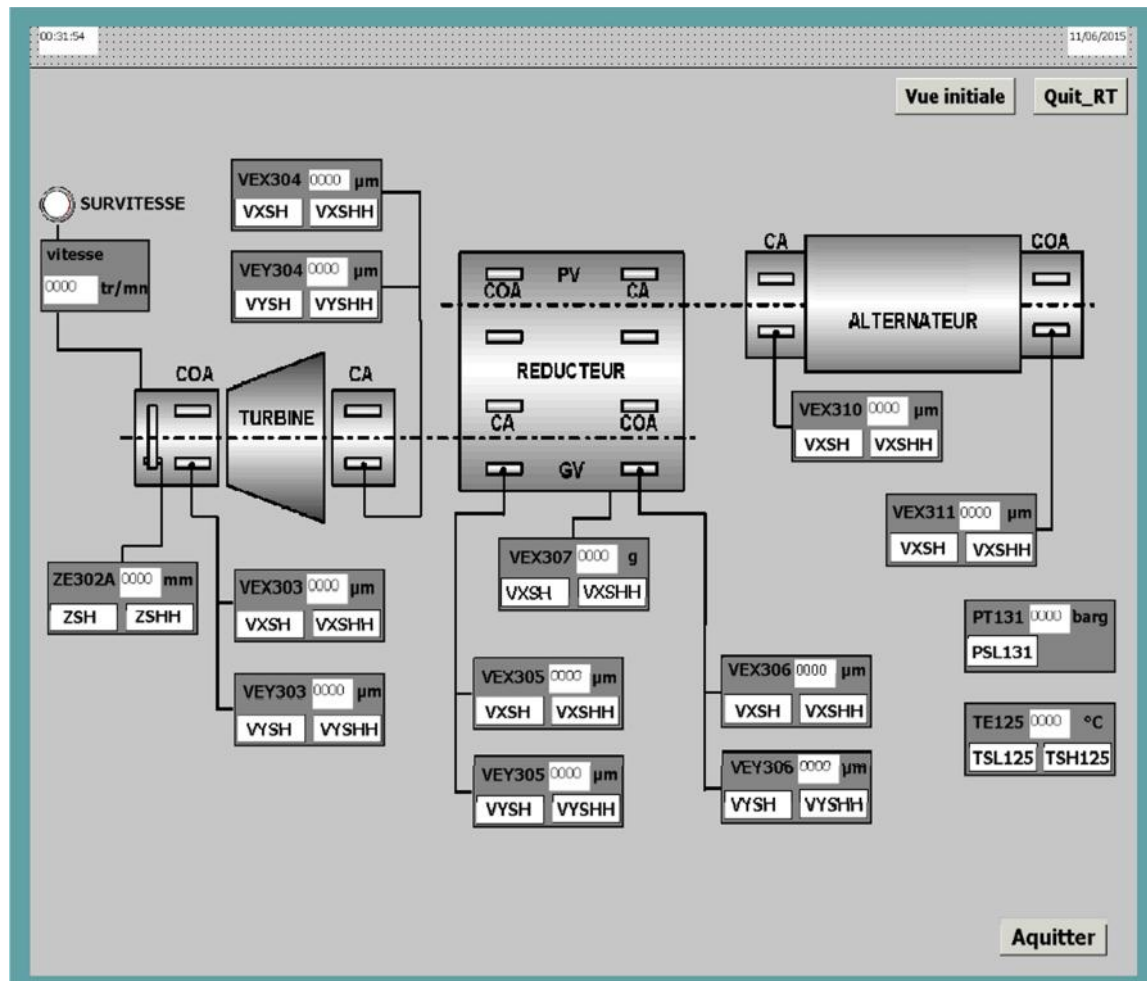 00:31:54
11/06/2015
Vue initiale
Quit_RT
SURVITESSE
vitesse
0000 tr/mn
VEX304 0000 µm
VXSH VXSHH
VEY304 0000 µm
VYSH VYSHH
COA
TURBINE
CA
PV
COA
CA
REDUCTEUR
CA
COA
GV
CA
ALTERNATEUR
COA
VEX310 0000 µm
VXSH VXSHH
VEX311 0000 µm
VXSH VXSHH
ZE302A 0000 mm
ZSH ZSHH
VEX303 0000 µm
VXSH VXSHH
VEY303 0000 µm
VYSH VYSHH
VEX307 0000 g
VXSH VXSHH
VEX305 0000 µm
VXSH VXSHH
VEY305 0000 µm
VYSH VYSHH
VEX306 0000 µm
VXSH VXSHH
VEY306 0000 µm
VYSH VYSHH
PT131 0000 barg
PSL131
TE125 0000 °C
TSL125 TSH125
Aquitter